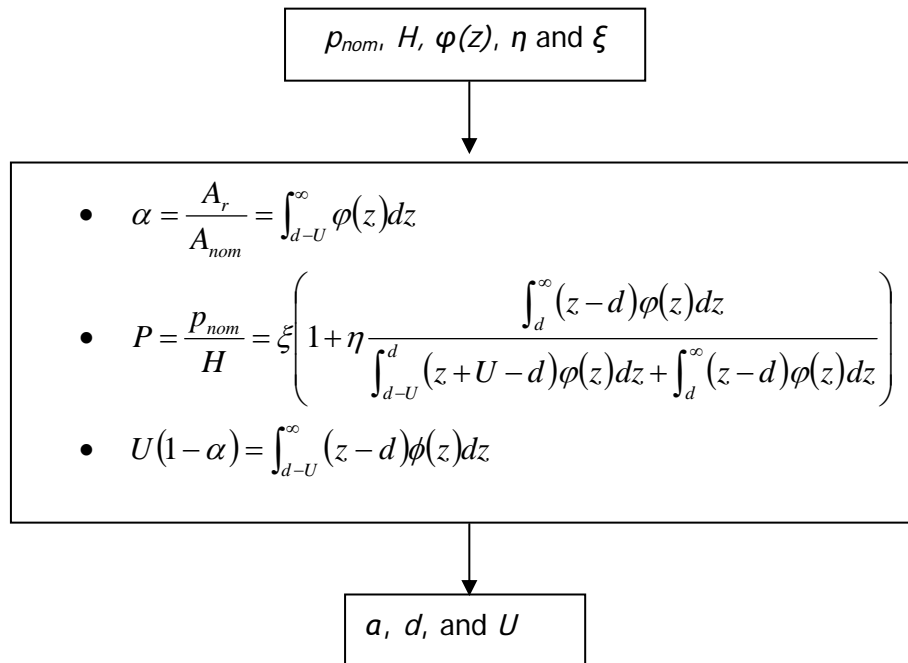 p_nom, H, φ(z), η and ξ
• α = A_r / A_nom = ∫_{d−U}^{∞} φ(z)dz
• P = p_nom / H = ξ(1 + η (∫_{d}^{∞} (z−d)φ(z)dz) / (∫_{d−U}^{d} (z+U−d)φ(z)dz + ∫_{d}^{∞} (z−d)φ(z)dz))
• U(1−α) = ∫_{d−U}^{∞} (z−d)ϕ(z)dz
α, d, and U